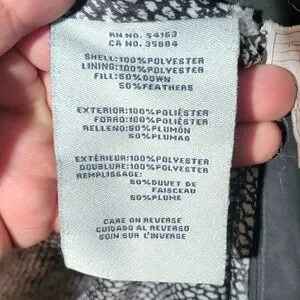 RN NO. 54163
CA NO. 35884
SHELL:100%POLYESTER
LINING:100%POLYESTER
FILL:50%DOWN
50%FEATHERS
EXTERIOR:100%POLIÉSTER
FORRO:100%POLIÉSTER
RELLENO:50%PLUMÓN
50%PLUMAS
EXTÉRIEUR:100%POLYESTER
DOUBLURE:100%POLYESTER
REMPLISSAGE:
50%DUVET DE
FAISCEAU
50%PLUME
CARE ON REVERSE
CUIDADO AL REVERSO
SOIN SUR L'INVERSE